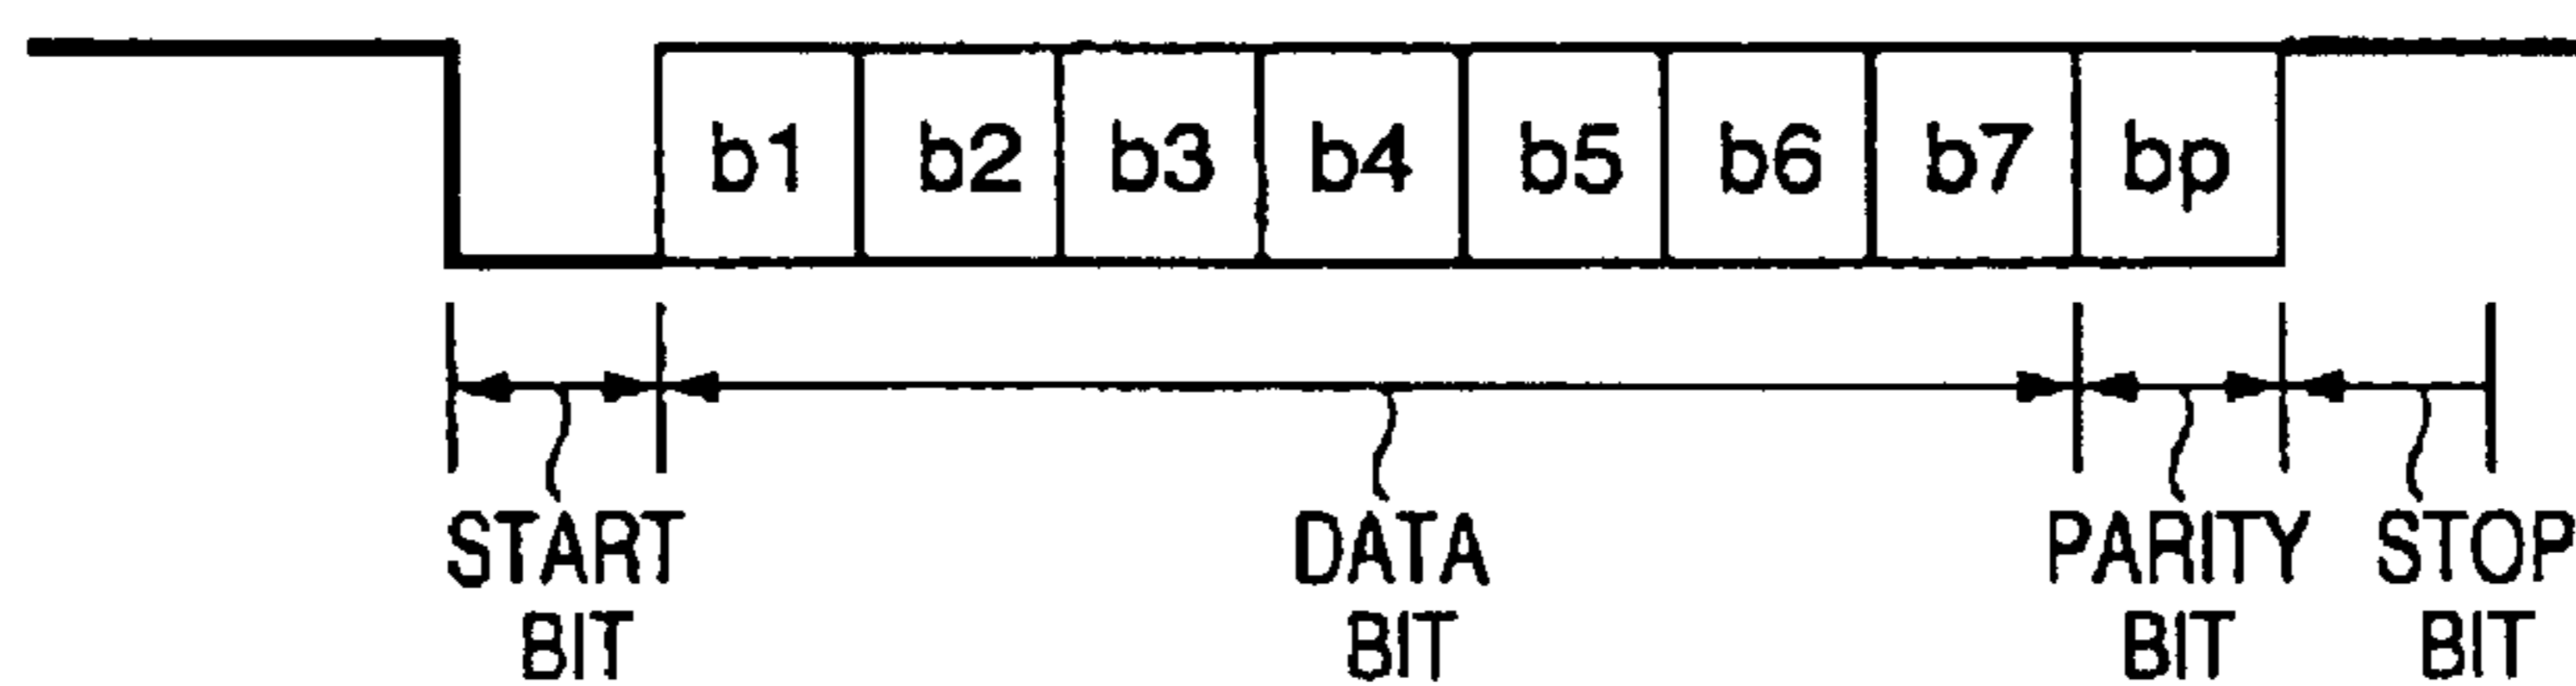 b1 b2 b3 b4 b5 b6 b7 bp
START BIT
DATA BIT
PARITY BIT
STOP BIT